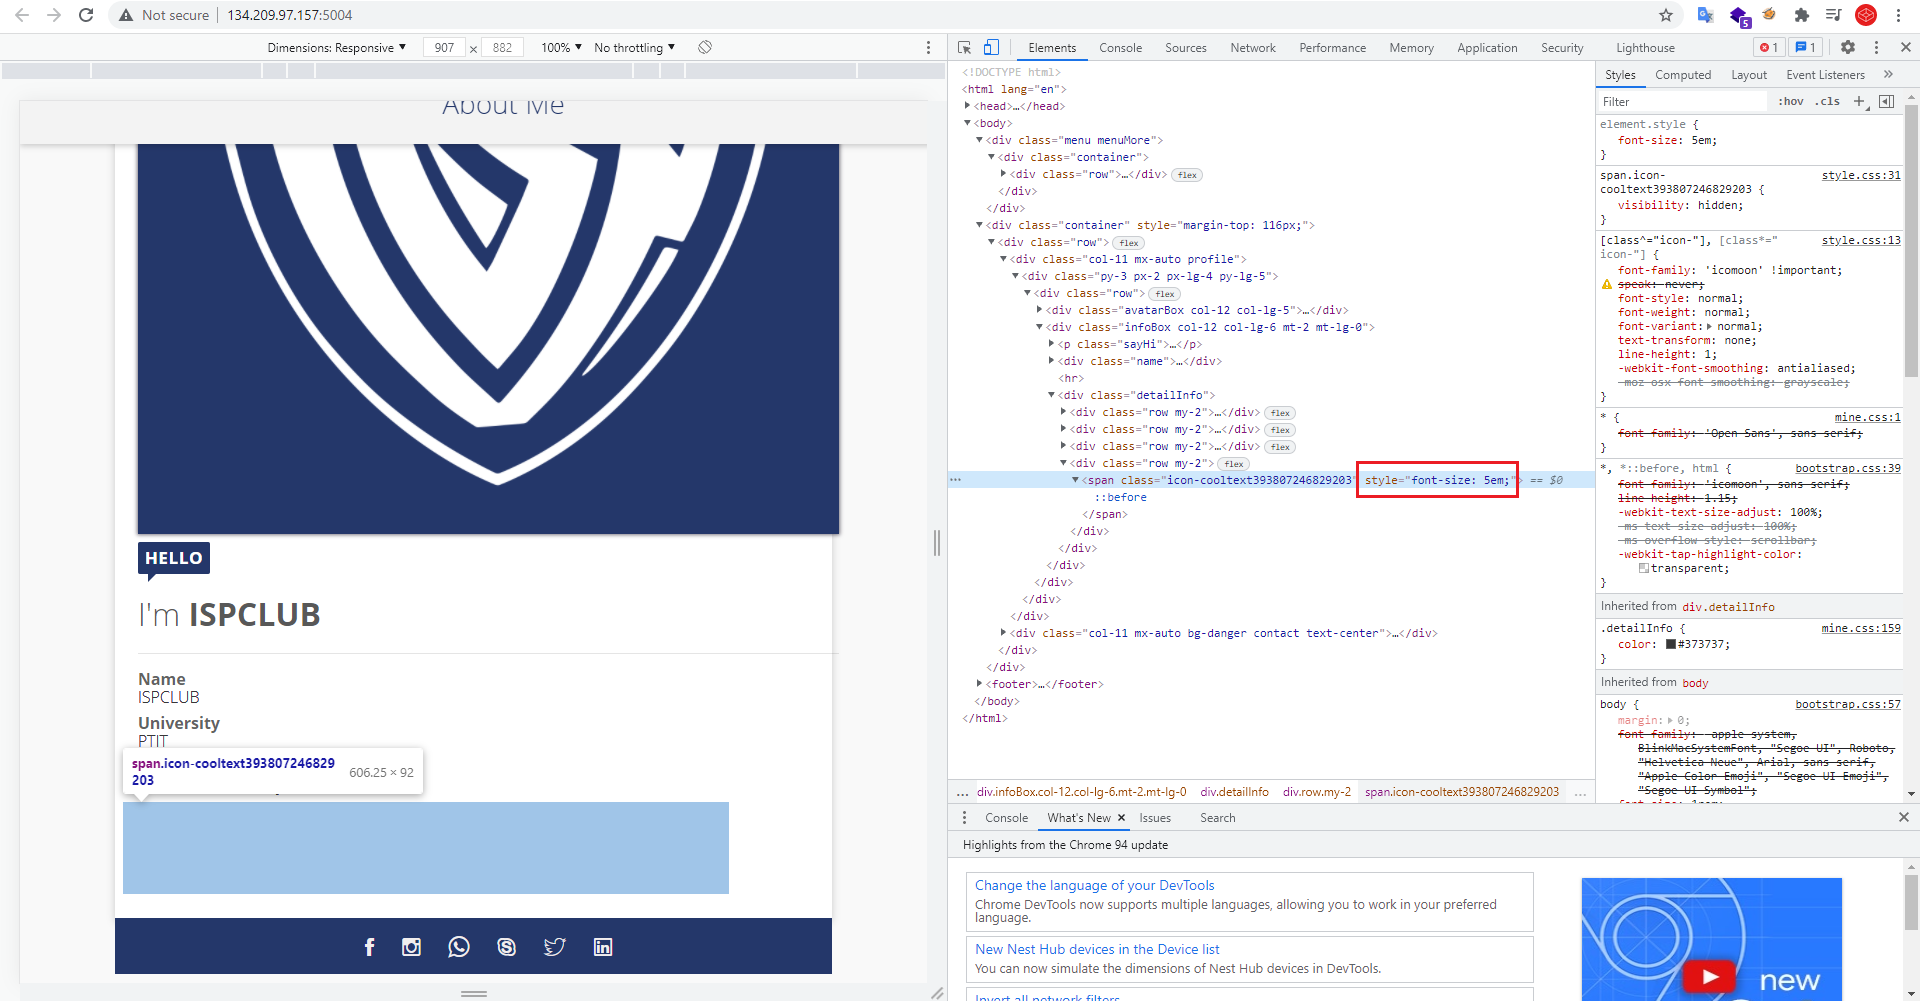 Not secure
134.209.97.157:5004
5
Dimensions: Responsive ▼
907 × 882
100% ▼
No throttling ▼
About Me
HELLO
I'm ISPCLUB
Name
ISPCLUB
University
PTIT
span.icon-cooltext393807246829
203
606.25 × 92
Elements
Console
Sources
Network
Performance
Memory
Application
Security
Lighthouse
1
1
<!DOCTYPE html>
<html lang="en">
<head>…</head>
<body>
<div class="menu menuMore">
<div class="container">
<div class="row">…</div> flex
</div>
</div>
<div class="container" style="margin-top: 116px;">
<div class="row"> flex
<div class="col-11 mx-auto profile">
<div class="py-3 px-2 px-lg-4 py-lg-5">
<div class="row"> flex
<div class="avatarBox col-12 col-lg-5">…</div>
<div class="infoBox col-12 col-lg-6 mt-2 mt-lg-0">
<p class="sayHi">…</p>
<div class="name">…</div>
<hr>
<div class="detailInfo">
<div class="row my-2">…</div> flex
<div class="row my-2">…</div> flex
<div class="row my-2">…</div> flex
<div class="row my-2"> flex
<span class="icon-cooltext393807246829203" style="font-size: 5em;"> == $0
::before
</span>
</div>
</div>
</div>
</div>
</div>
</div>
<div class="col-11 mx-auto bg-danger contact text-center">…</div>
</div>
</div>
<footer>…</footer>
</body>
</html>
… div.infoBox.col-12.col-lg-6.mt-2.mt-lg-0 div.detailInfo div.row.my-2 span.icon-cooltext393807246829203 …
Styles
Computed
Layout
Event Listeners
»
Filter
:hov .cls +
element.style {
font-size: 5em;
}
span.icon- style.css:31
cooltext393807246829203 {
visibility: hidden;
}
[class^="icon-"], [class*=" style.css:13
icon-"] {
font-family: 'icomoon' !important;
speak: never;
font-style: normal;
font-weight: normal;
font-variant: normal;
text-transform: none;
line-height: 1;
-webkit-font-smoothing: antialiased;
-moz-osx-font-smoothing: grayscale;
}
* { mine.css:1
font-family: 'Open Sans', sans-serif;
}
*, *::before, html { bootstrap.css:39
font-family: 'icomoon', sans-serif;
line-height: 1.15;
-webkit-text-size-adjust: 100%;
-ms-text-size-adjust: 100%;
-ms-overflow-style: scrollbar;
-webkit-tap-highlight-color:
transparent;
}
Inherited from div.detailInfo
.detailInfo { mine.css:159
color: #373737;
}
Inherited from body
body { bootstrap.css:57
margin: 0;
font-family: -apple-system,
BlinkMacSystemFont, "Segoe UI", Roboto,
"Helvetica Neue", Arial, sans-serif,
"Apple Color Emoji", "Segoe UI Emoji",
"Segoe UI Symbol";
font-size: 1rem;
Console
What's New
Issues
Search
Highlights from the Chrome 94 update
Change the language of your DevTools
Chrome DevTools now supports multiple languages, allowing you to work in your preferred
language.
New Nest Hub devices in the Device list
You can now simulate the dimensions of Nest Hub devices in DevTools.
Invert all network filters
new